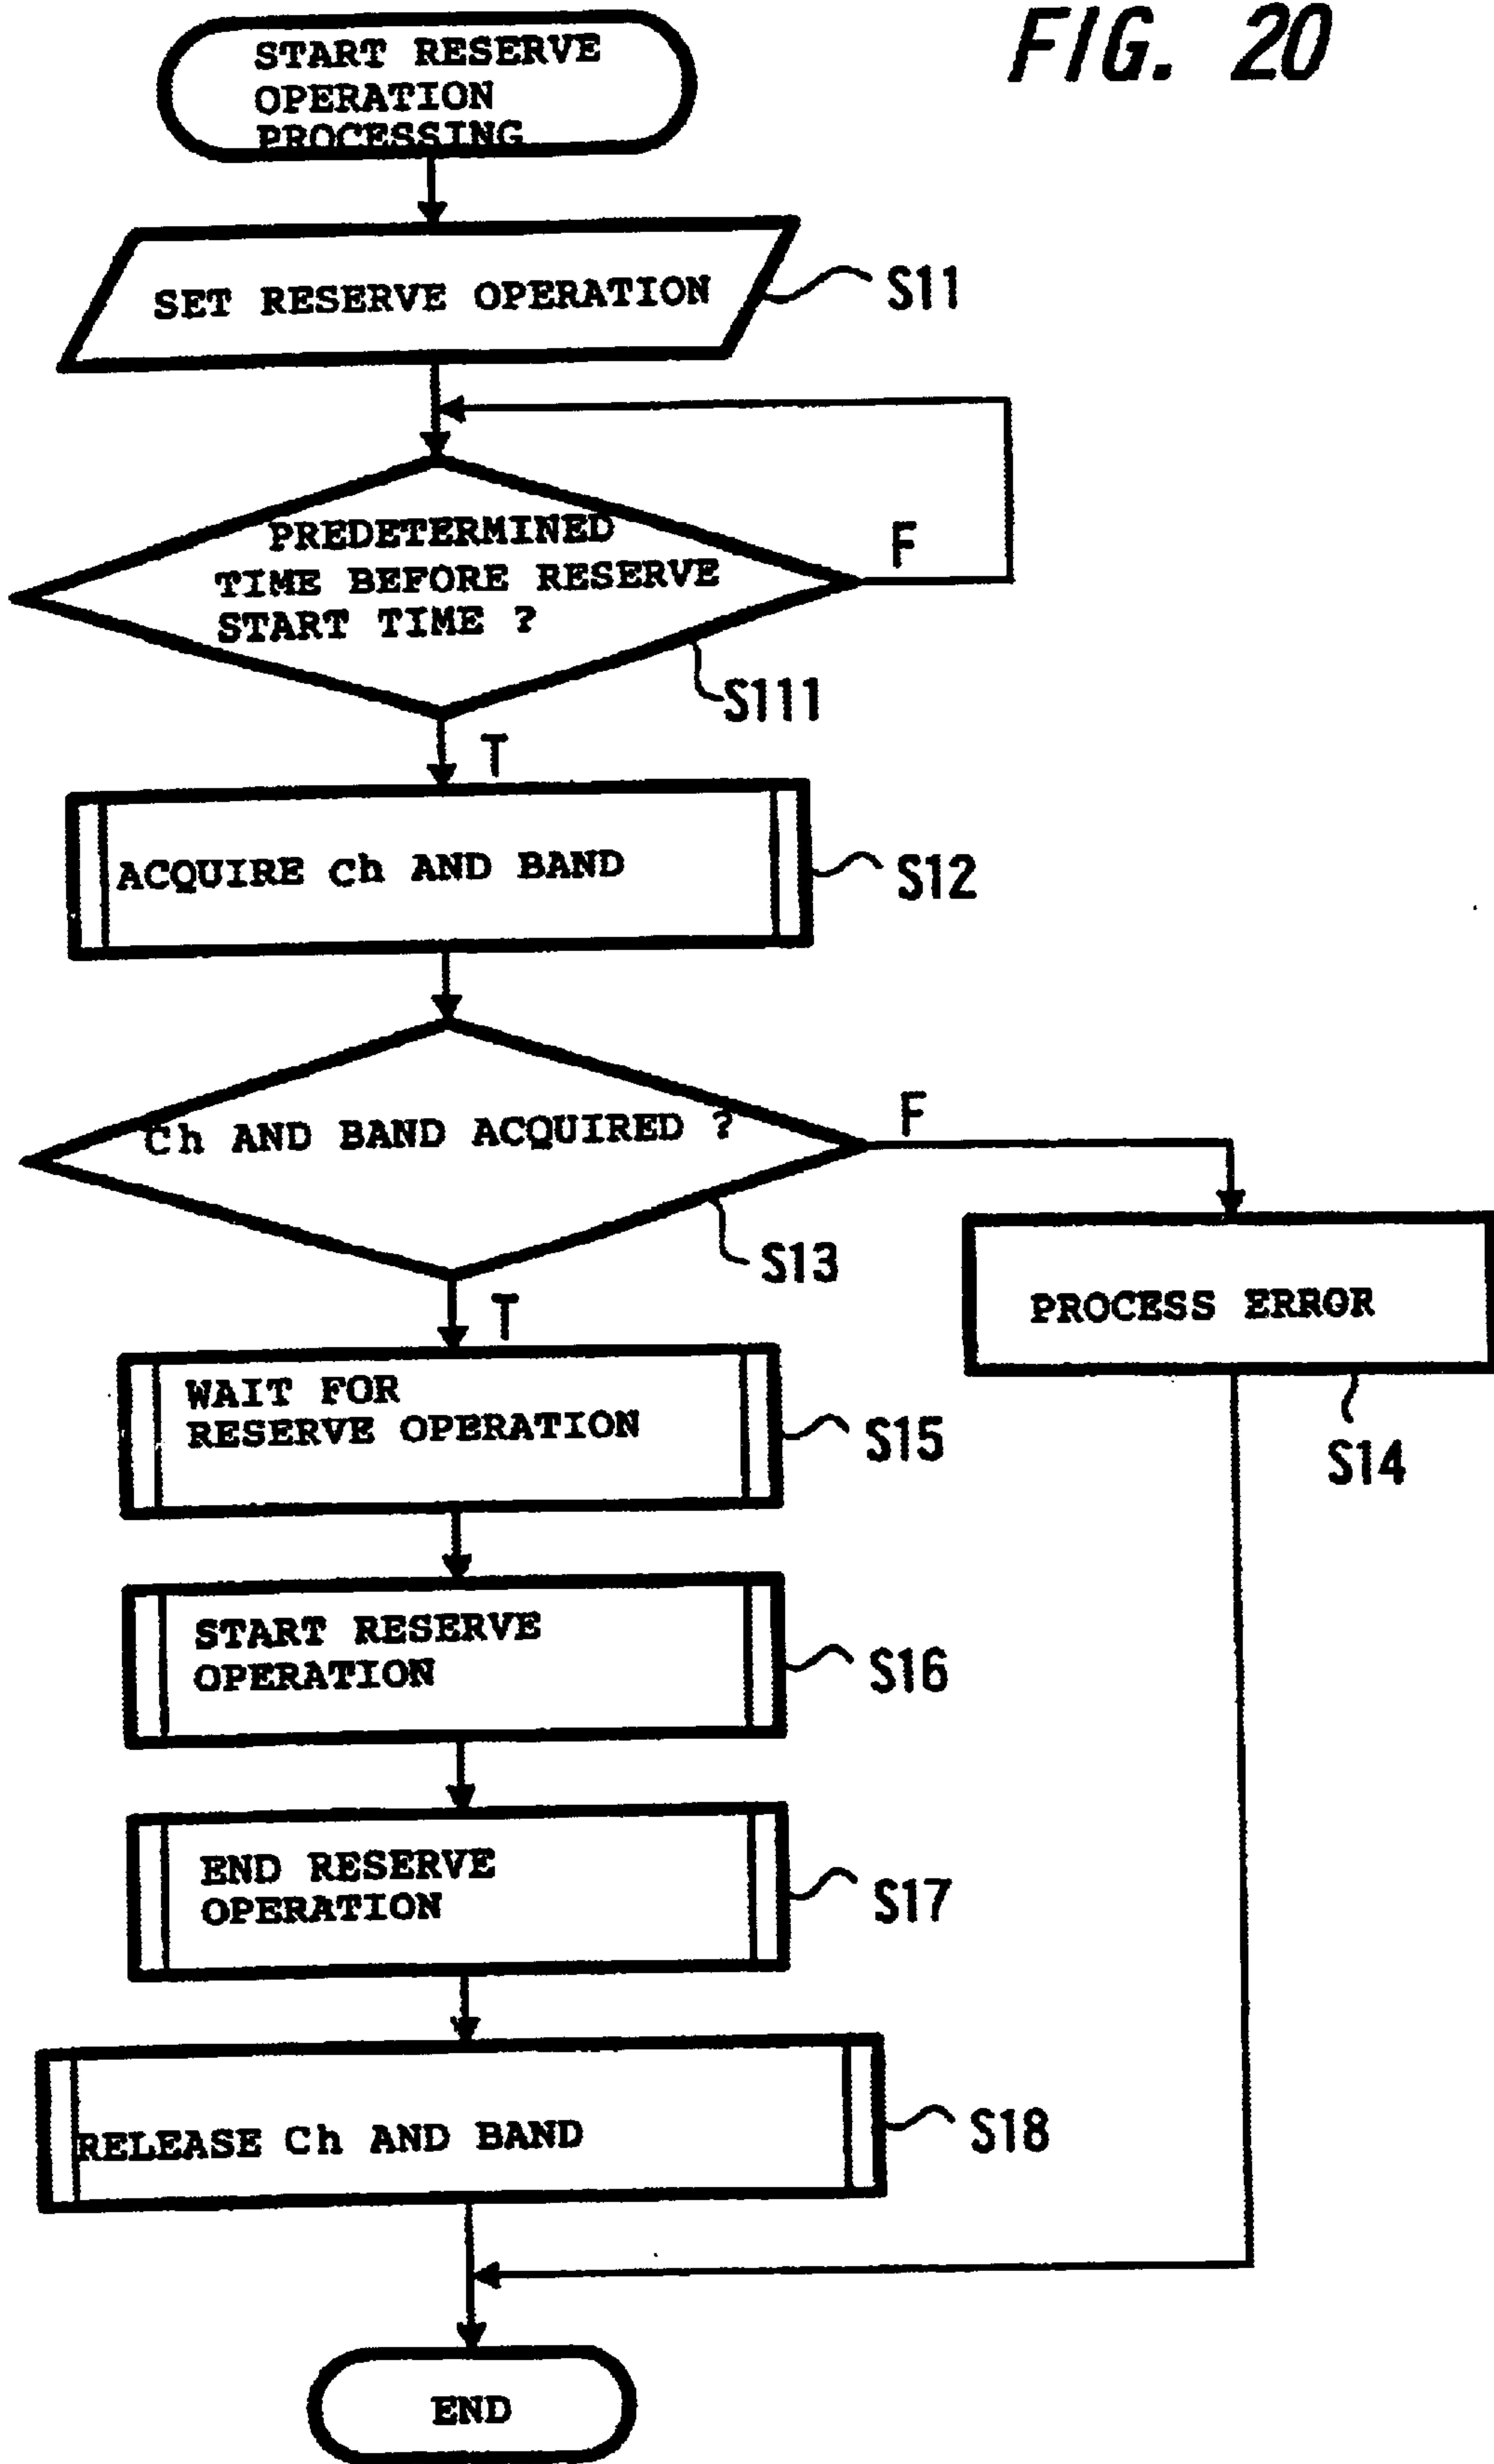 FIG. 20
START RESERVE
OPERATION
PROCESSING
SET RESERVE OPERATION
S11
PREDETERMINED
TIME BEFORE RESERVE
START TIME ?
F
S111
T
ACQUIRE Ch AND BAND
S12
Ch AND BAND ACQUIRED ?
F
S13
T
PROCESS ERROR
S14
WAIT FOR
RESERVE OPERATION
S15
START RESERVE
OPERATION
S16
END RESERVE
OPERATION
S17
RELEASE Ch AND BAND
S18
END